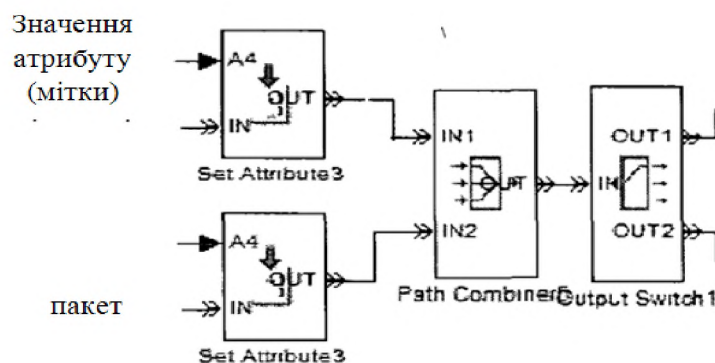 Значення
атрибуту
(мітки)
A4
OUT
IN
Set Attribute3
IN1
IN2
Path Combiner5
IN
OUT1
OUT2
Output Switch1
A4
OUT
пакет
IN
Set Attribute3